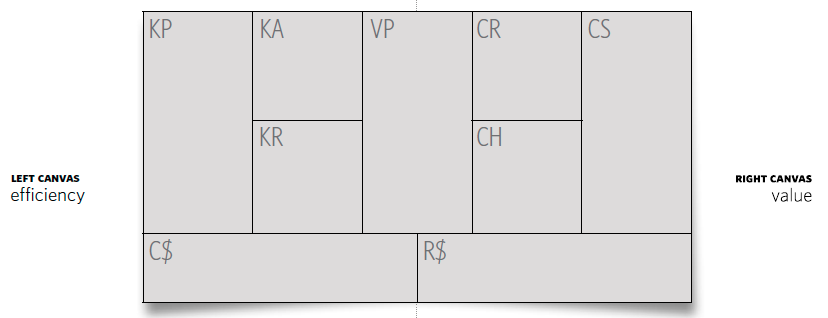 KP
KA
VP
CR
CS
KR
CH
LEFT CANVAS
efficiency
RIGHT CANVAS
value
C$
R$